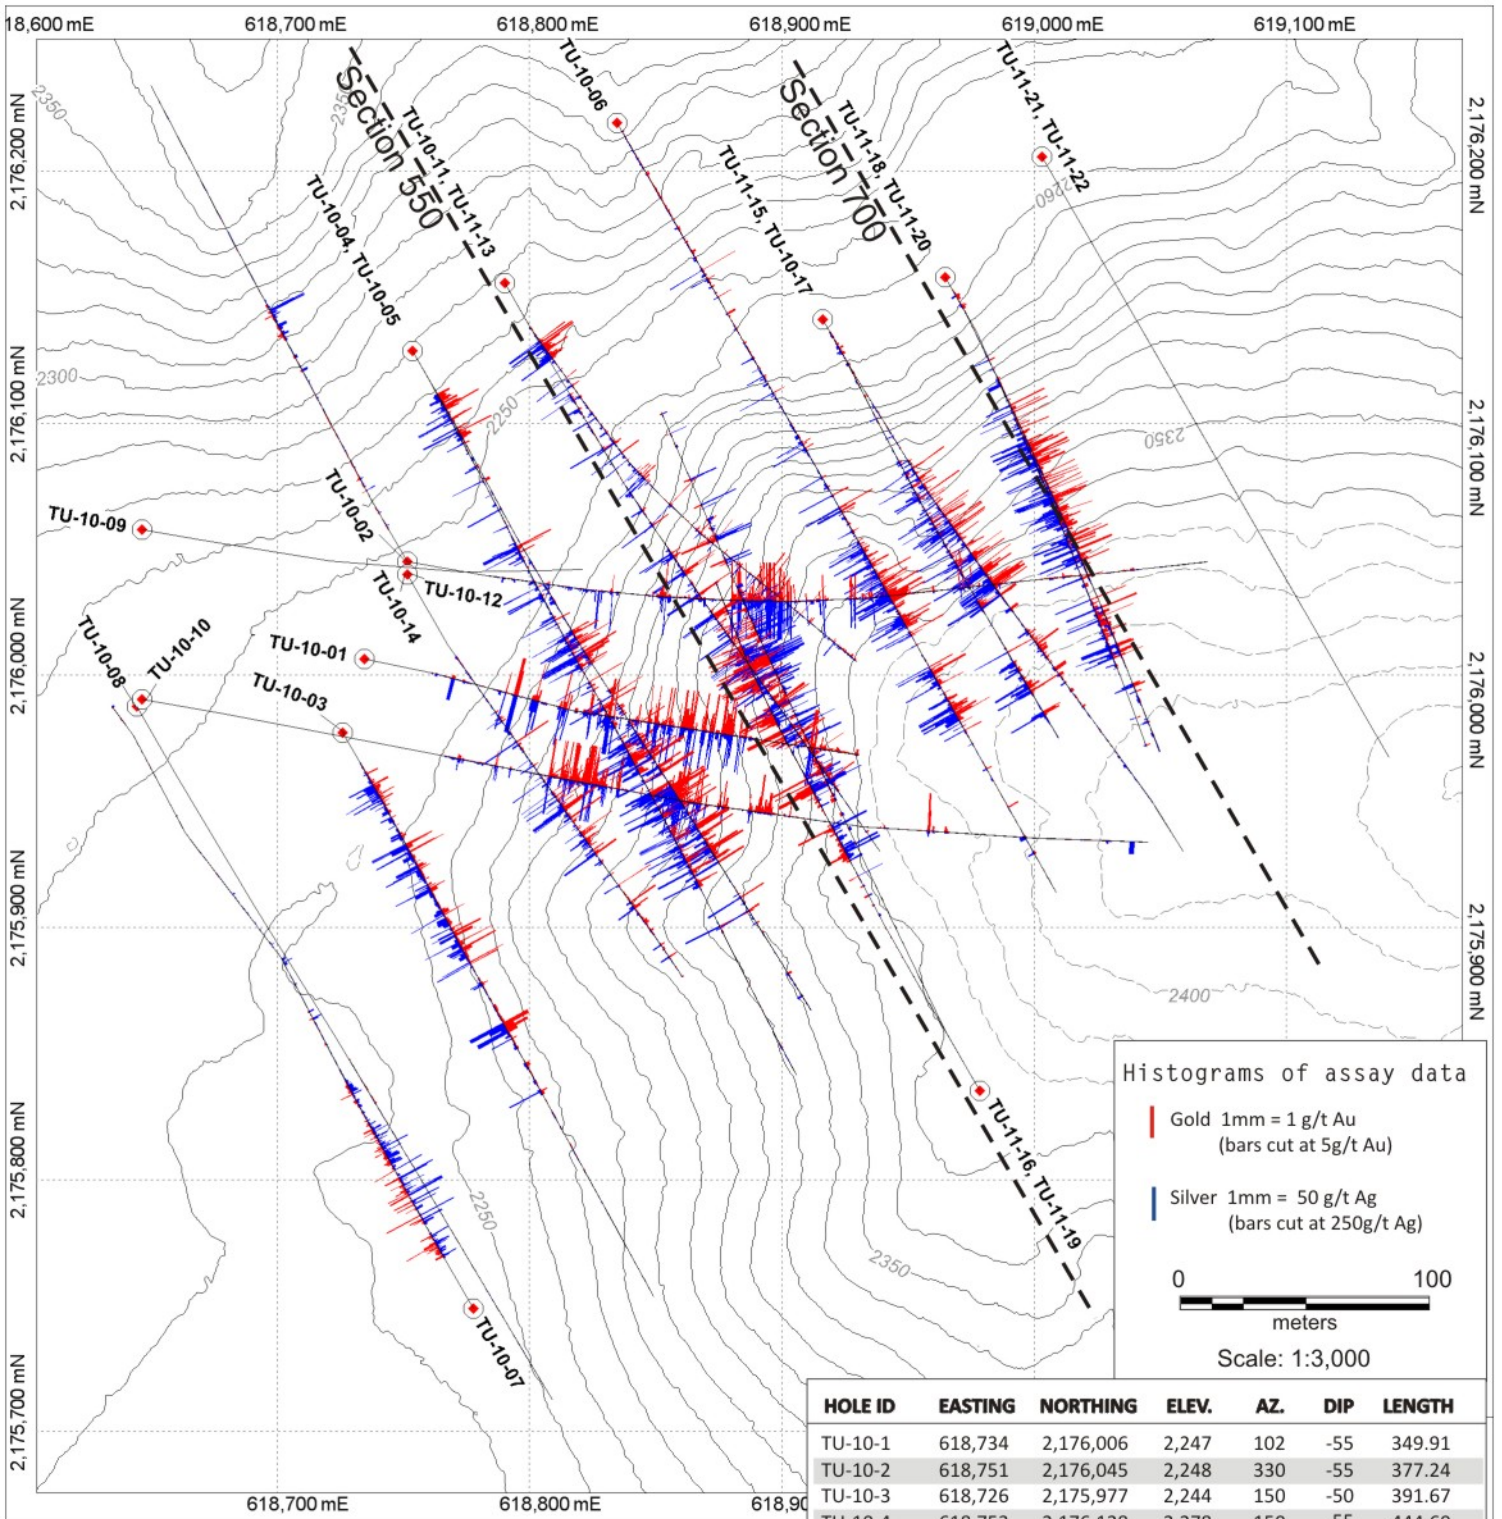 18,600 mE 618,700 mE 618,800 mE 618,900 mE 619,000 mE 619,100 mE
2,176,200 mN
2,176,100 mN
2,176,000 mN
2,175,900 mN
2,175,800 mN
2,175,700 mN
2,176,200 mN
2,176,100 mN
2,176,000 mN
2,175,900 mN
2350
2350
2300
2250
2260
2350
2400
2350
2250
Section 550
Section 700
TU-10-06
TU-11-21, TU-11-22
TU-10-11, TU-11-13
TU-11-18, TU-11-20
TU-11-15, TU-10-17
TU-10-04, TU-10-05
TU-10-02
TU-10-09
TU-10-12
TU-10-14
TU-10-01
TU-10-10
TU-10-08
TU-10-03
TU-11-16, TU-11-19
TU-10-07
Histograms of assay data
Gold 1mm = 1 g/t Au
(bars cut at 5g/t Au)
Silver 1mm = 50 g/t Ag
(bars cut at 250g/t Ag)
0 100
meters
Scale: 1:3,000
HOLE ID EASTING NORTHING ELEV. AZ. DIP LENGTH
TU-10-1 618,734 2,176,006 2,247 102 -55 349.91
TU-10-2 618,751 2,176,045 2,248 330 -55 377.24
TU-10-3 618,726 2,175,977 2,244 150 -50 391.67
618,700 mE 618,800 mE 618,90